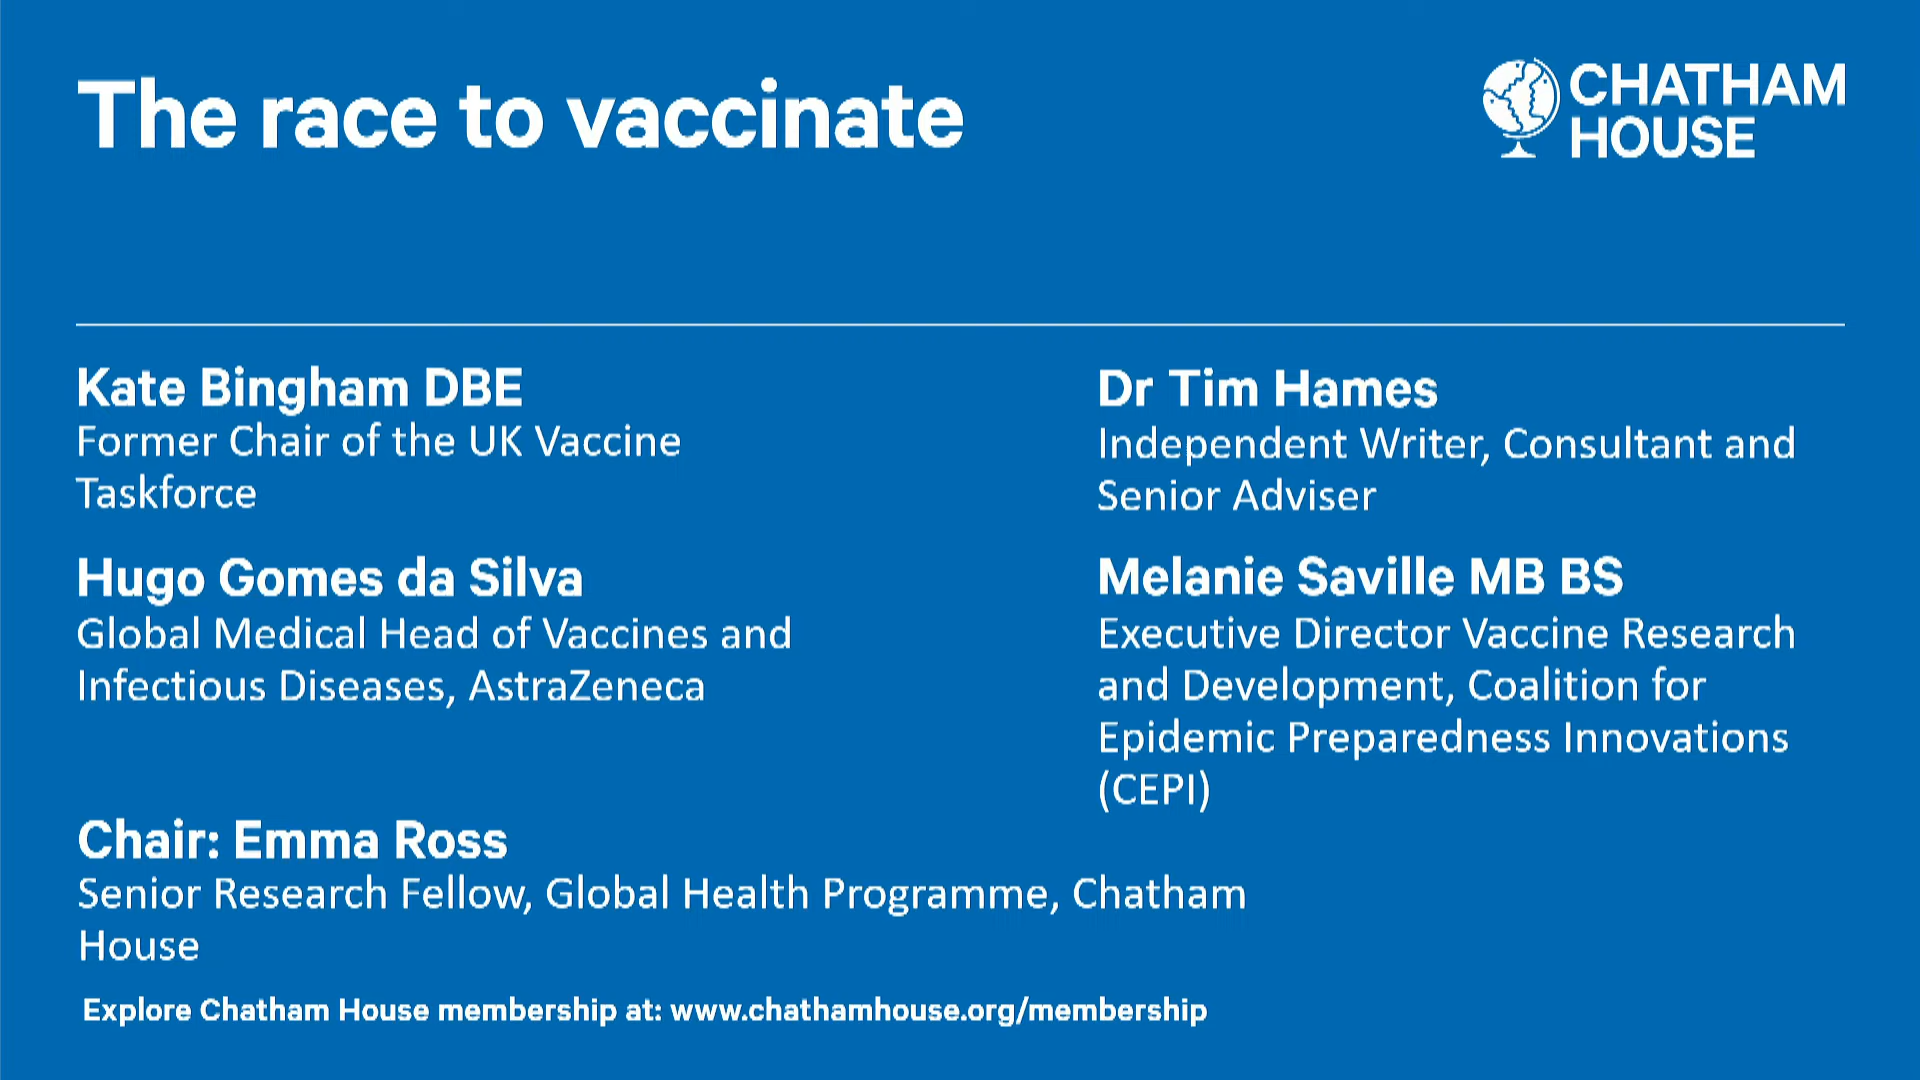 The race to vaccinate
CHATHAM
HOUSE
Kate Bingham DBE
Former Chair of the UK Vaccine
Taskforce
Dr Tim Hames
Independent Writer, Consultant and
Senior Adviser
Hugo Gomes da Silva
Global Medical Head of Vaccines and
Infectious Diseases, AstraZeneca
Melanie Saville MB BS
Executive Director Vaccine Research
and Development, Coalition for
Epidemic Preparedness Innovations
(CEPI)
Chair: Emma Ross
Senior Research Fellow, Global Health Programme, Chatham
House
Explore Chatham House membership at: www.chathamhouse.org/membership